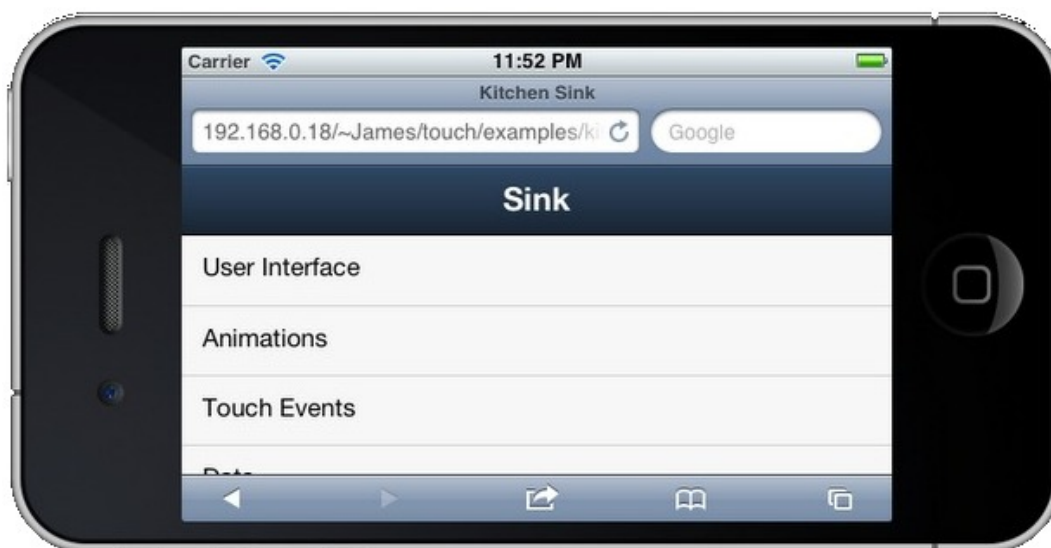 Carrier 11:52 PM
Kitchen Sink
192.168.0.18/~James/touch/examples/ki Google
Sink
User Interface
Animations
Touch Events
Data